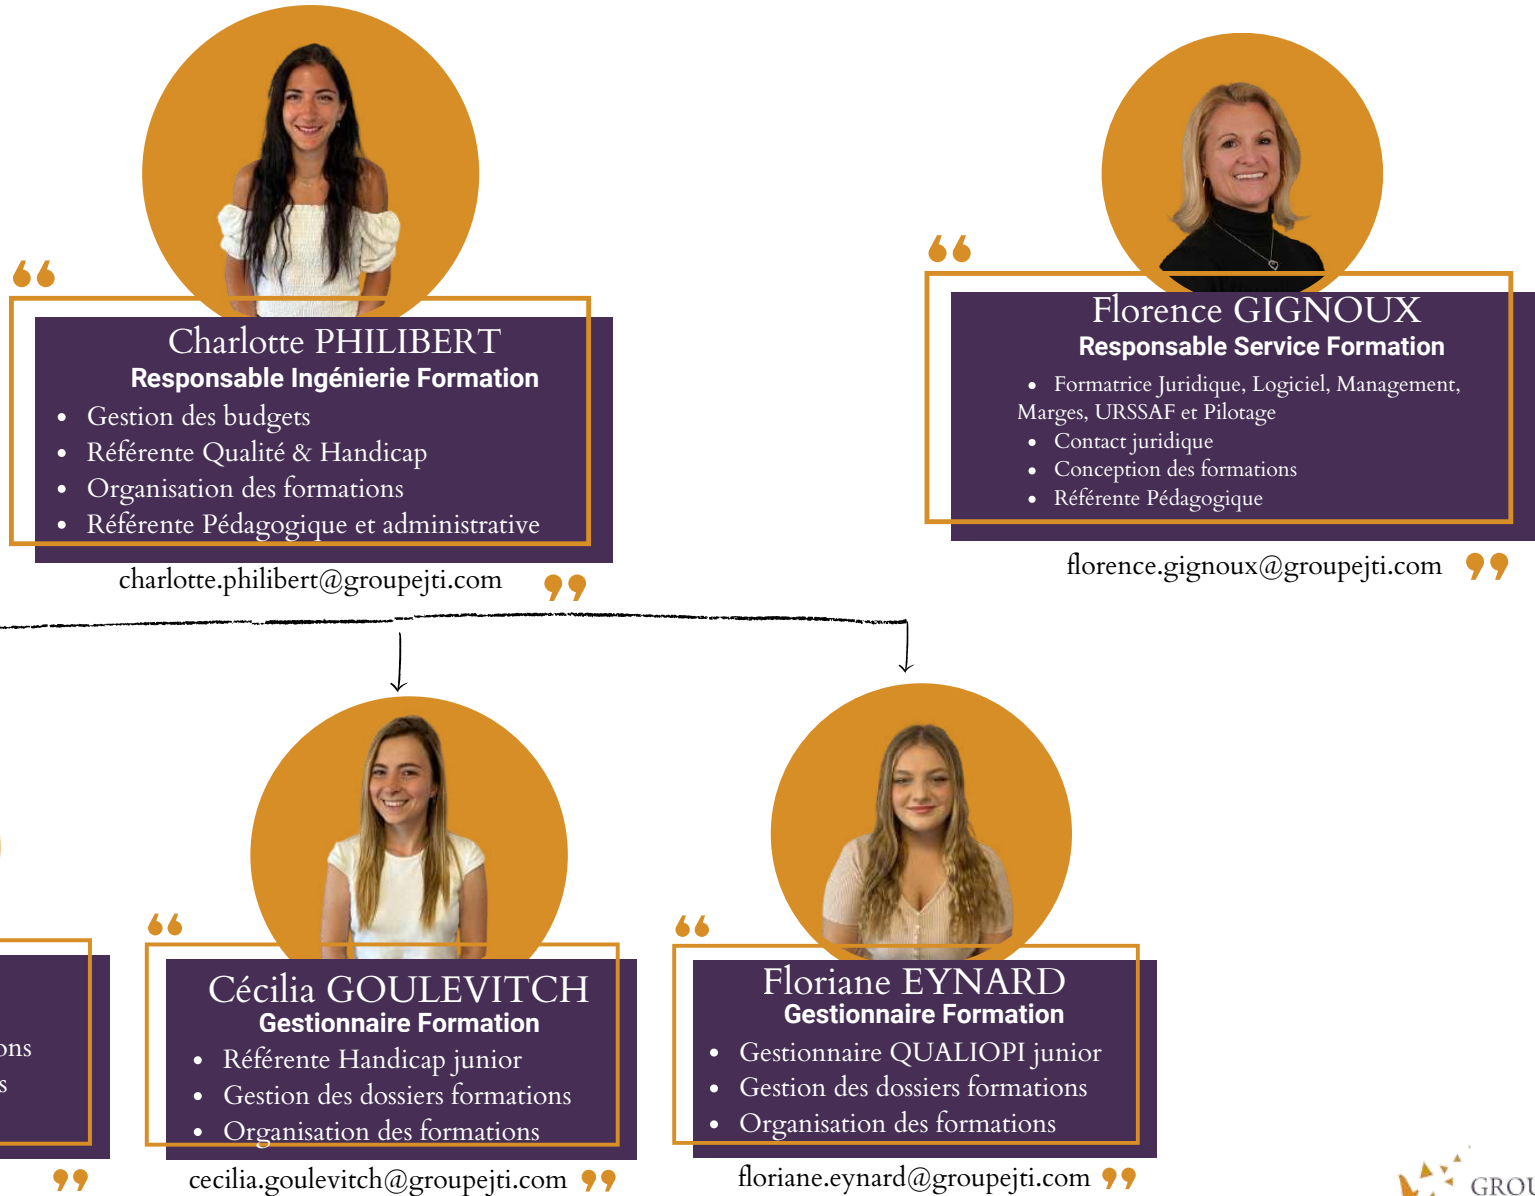 Charlotte PHILIBERT
Responsable Ingénierie Formation
• Gestion des budgets
• Référente Qualité & Handicap
• Organisation des formations
• Référente Pédagogique et administrative
charlotte.philibert@groupejti.com
Florence GIGNOUX
Responsable Service Formation
• Formatrice Juridique, Logiciel, Management,
Marges, URSSAF et Pilotage
• Contact juridique
• Conception des formations
• Référente Pédagogique
florence.gignoux@groupejti.com
ons
s
Cécilia GOULEVITCH
Gestionnaire Formation
• Référente Handicap junior
• Gestion des dossiers formations
• Organisation des formations
cecilia.goulevitch@groupejti.com
Floriane EYNARD
Gestionnaire Formation
• Gestionnaire QUALIOPI junior
• Gestion des dossiers formations
• Organisation des formations
floriane.eynard@groupejti.com
GROU